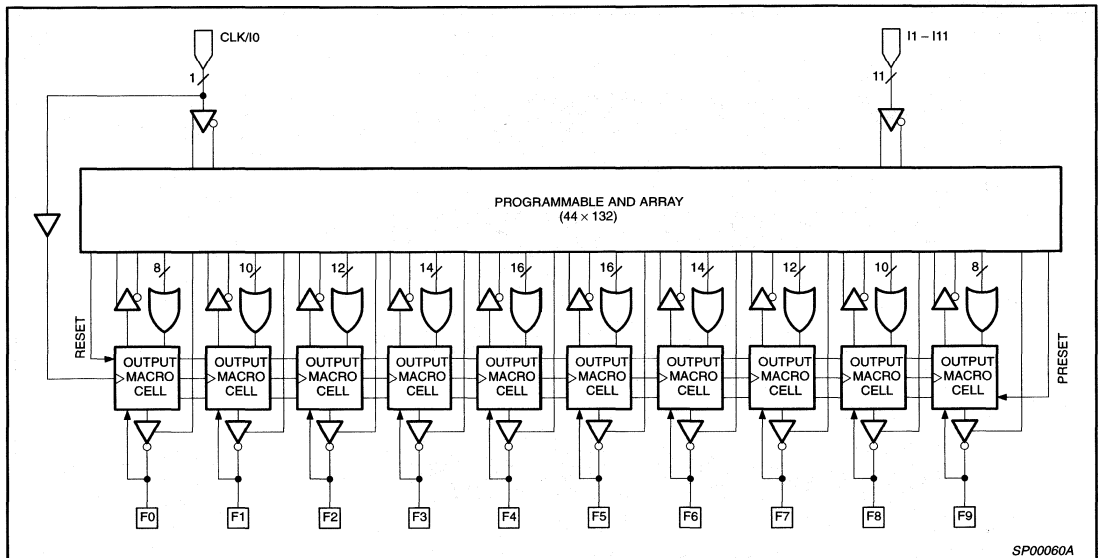 CLK/I0
I1 – I11
1
11
PROGRAMMABLE AND ARRAY
(44 × 132)
8
10
12
14
16
16
14
12
10
8
RESET
PRESET
OUTPUT
MACRO
CELL
OUTPUT
MACRO
CELL
OUTPUT
MACRO
CELL
OUTPUT
MACRO
CELL
OUTPUT
MACRO
CELL
OUTPUT
MACRO
CELL
OUTPUT
MACRO
CELL
OUTPUT
MACRO
CELL
OUTPUT
MACRO
CELL
OUTPUT
MACRO
CELL
F0
F1
F2
F3
F4
F5
F6
F7
F8
F9
SP00060A